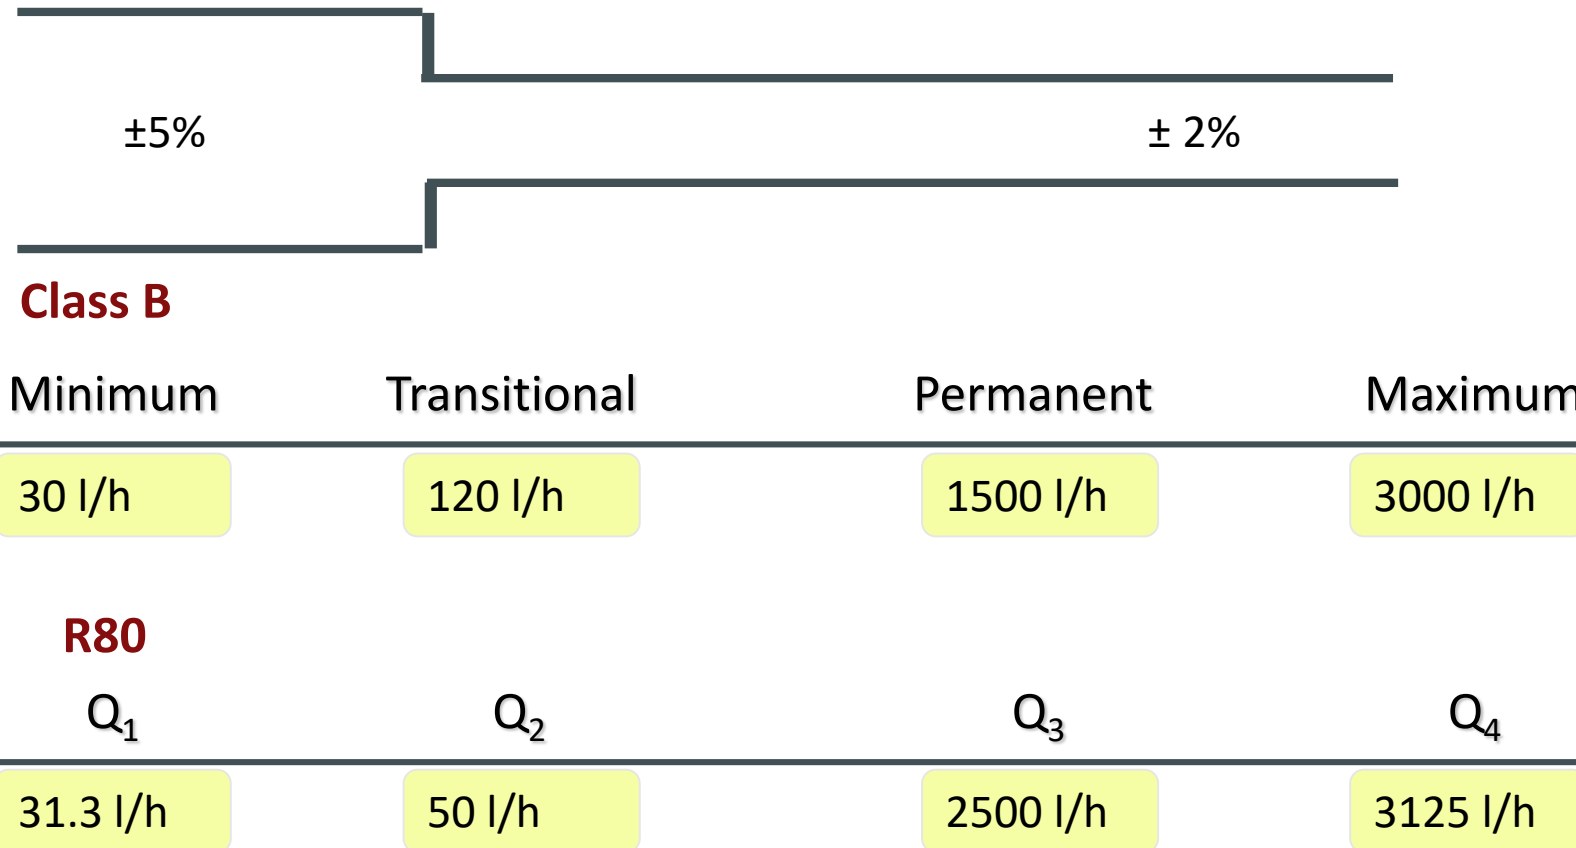 ±5% ± 2%
Class B
Minimum Transitional Permanent Maximum
30 l/h 120 l/h 1500 l/h 3000 l/h
R80
Q₁ Q₂ Q₃ Q₄
31.3 l/h 50 l/h 2500 l/h 3125 l/h